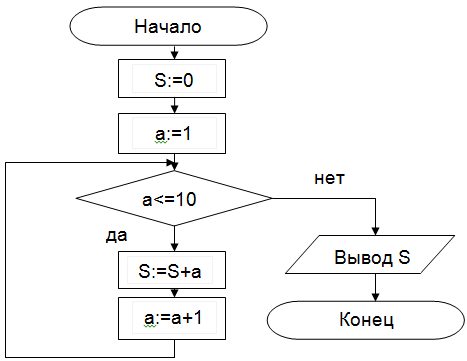 Начало
S:=0
a:=1
a<=10
нет
да
S:=S+a
Вывод S
a:=a+1
Конец